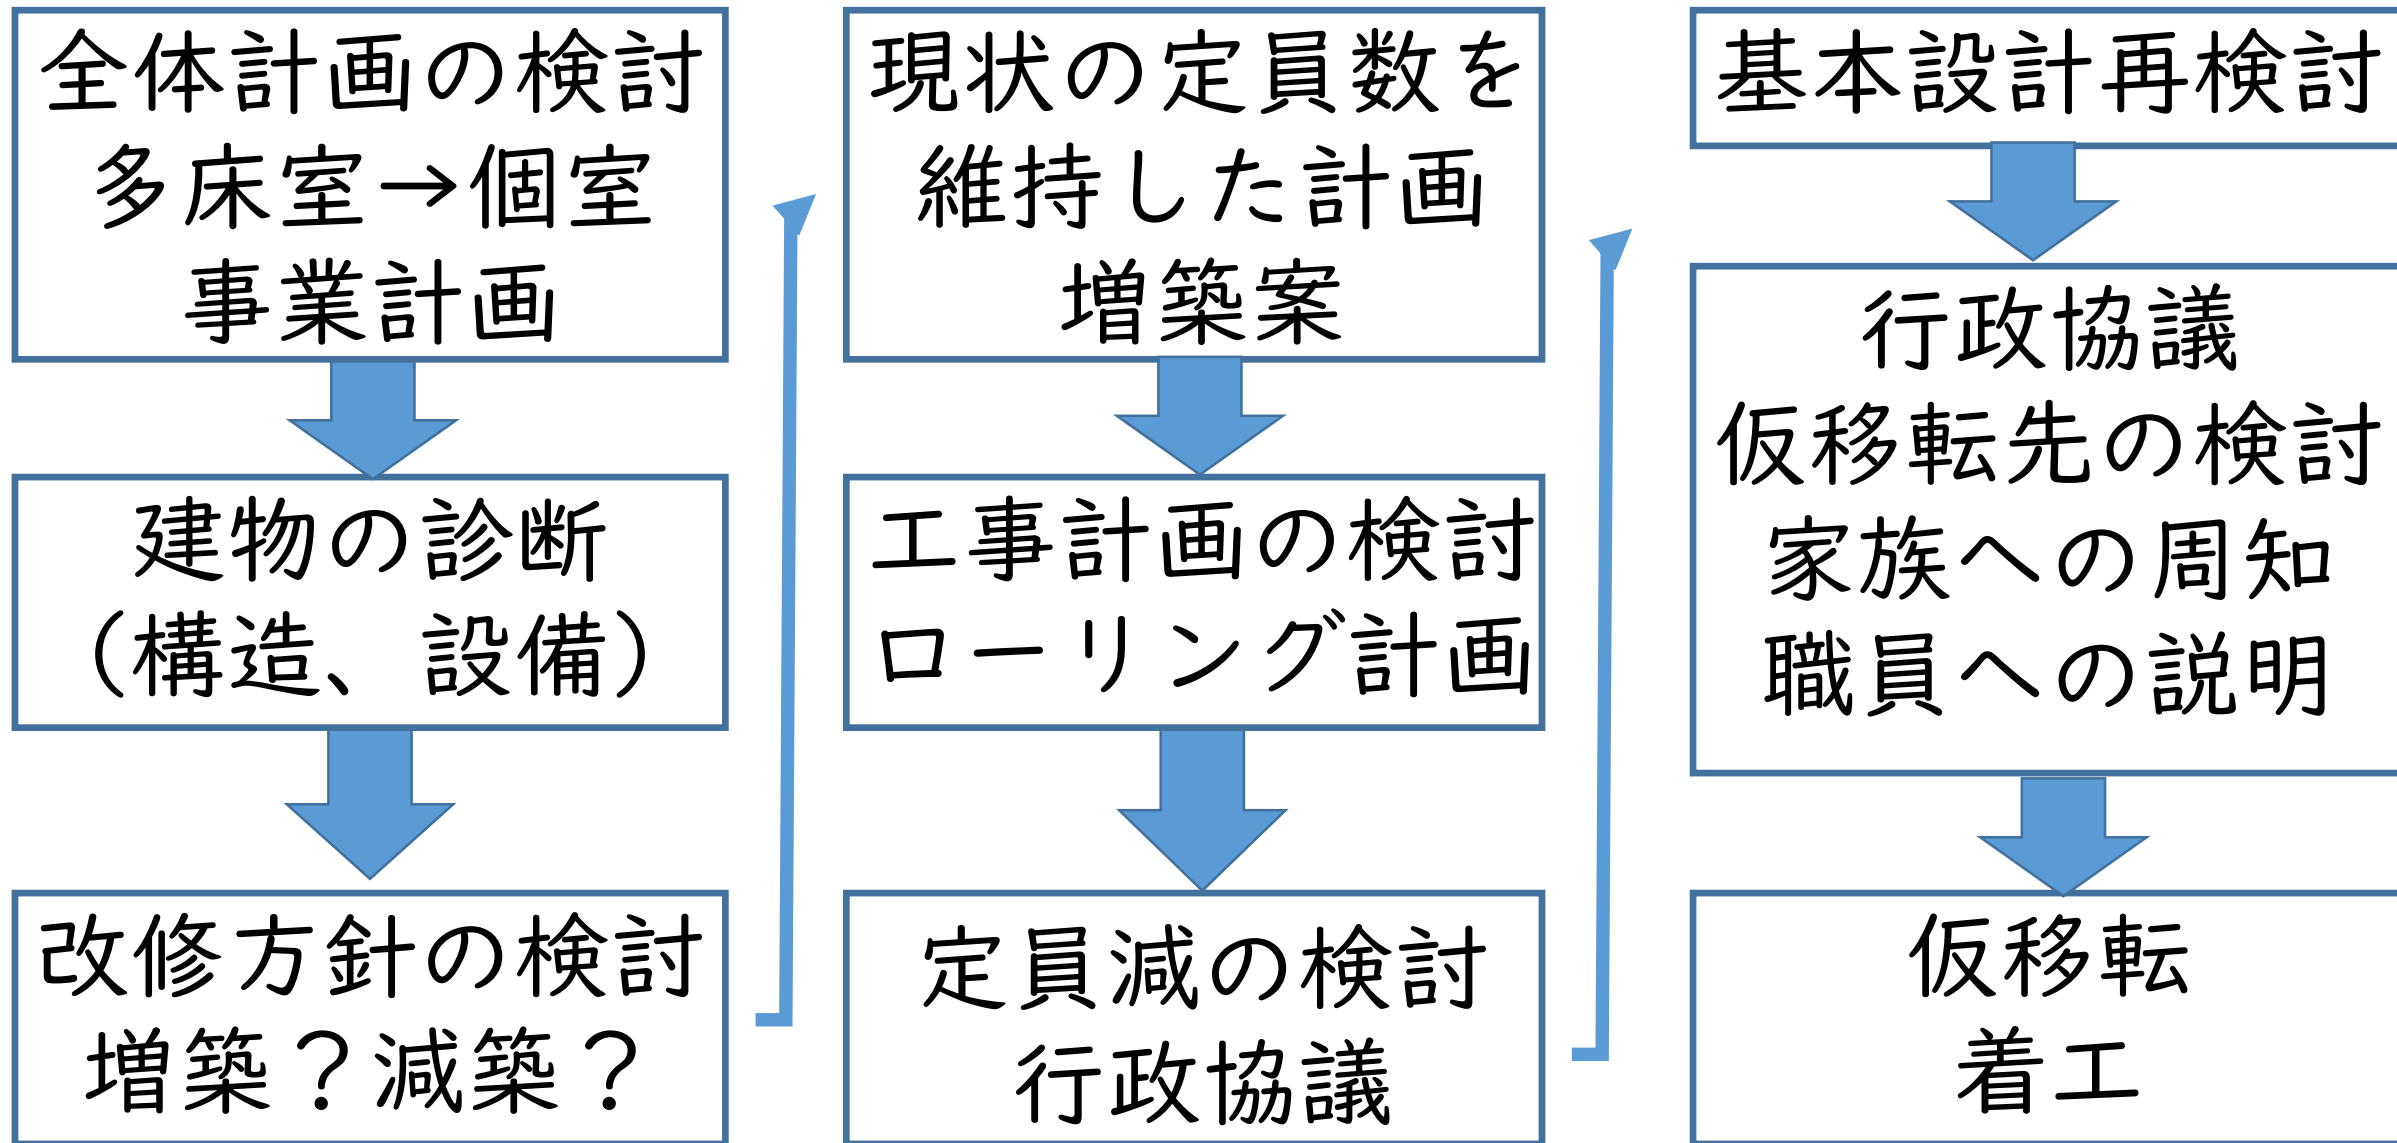 全体計画の検討
多床室→個室
事業計画
建物の診断
（構造、設備）
改修方針の検討
増築？減築？
現状の定員数を
維持した計画
増築案
工事計画の検討
ローリング計画
定員減の検討
行政協議
基本設計再検討
行政協議
仮移転先の検討
家族への周知
職員への説明
仮移転
着工